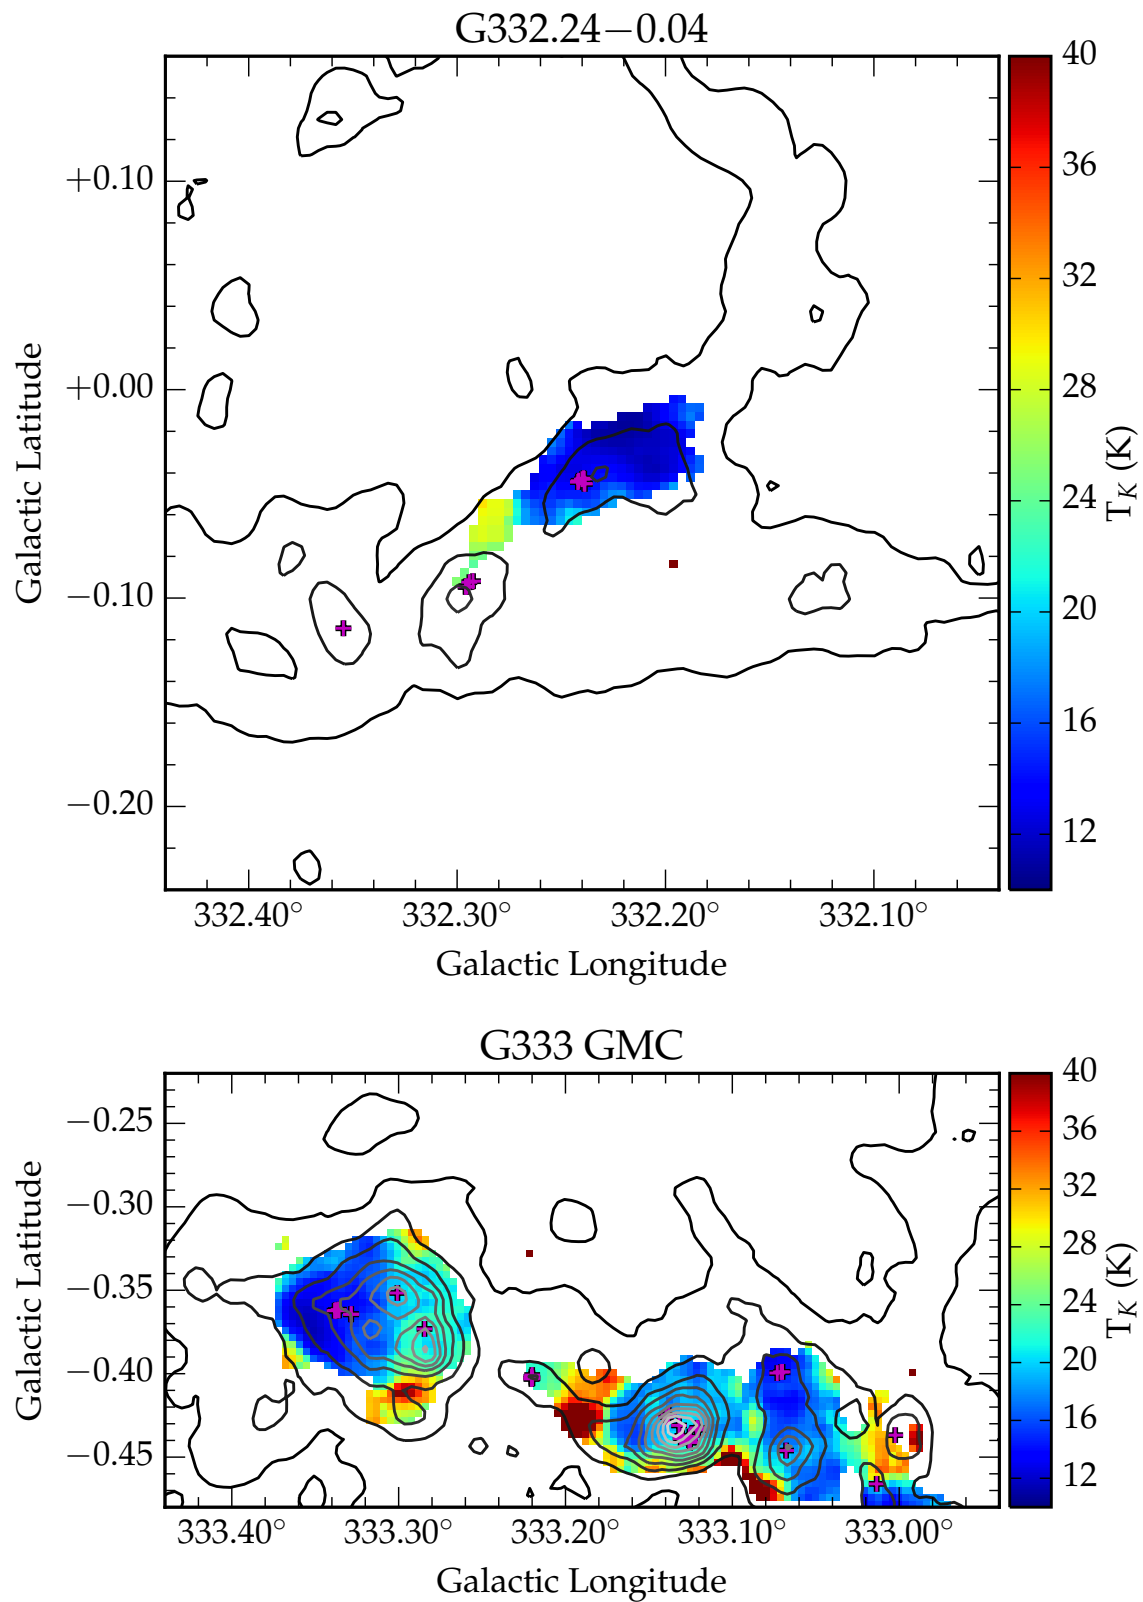 G332.24−0.04
40
36
+0.10
32
28
+0.00
24
20
−0.10
16
12
−0.20
Galactic Latitude
T_K (K)
332.40° 332.30° 332.20° 332.10°
Galactic Longitude
G333 GMC
40
−0.25
36
32
−0.30
28
−0.35
24
20
−0.40
16
−0.45
12
Galactic Latitude
T_K (K)
333.40° 333.30° 333.20° 333.10° 333.00°
Galactic Longitude